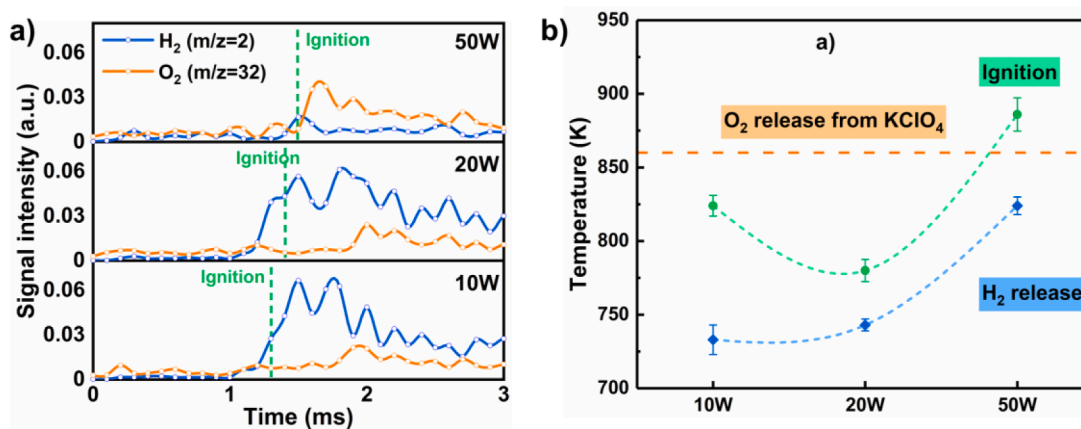 a)
0.06
0.03
0
H₂ (m/z=2)
O₂ (m/z=32)
Ignition
50W
0.06
0.03
0
Ignition
20W
0.06
0.03
0
Ignition
10W
0 1 2 3
Time (ms)
Signal intensity (a.u.)
b)
a)
950
900
850
800
750
700
Temperature (K)
Ignition
O₂ release from KClO₄
H₂ release
10W 20W 50W